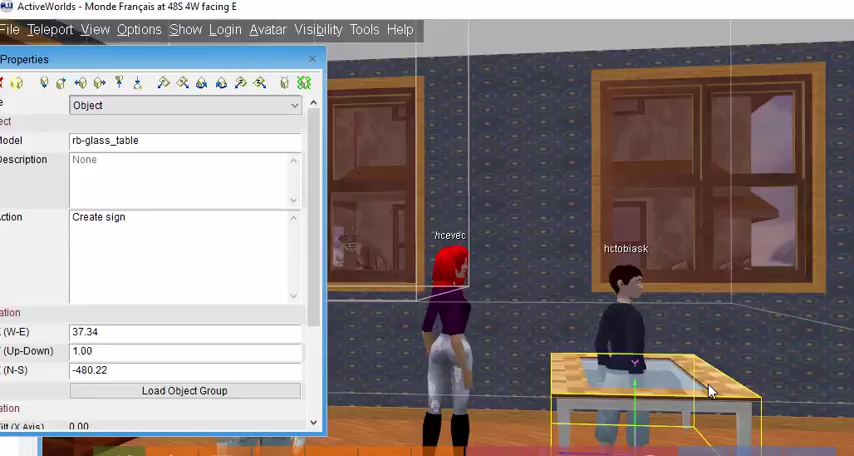 ActiveWorlds - Monde Français at 48S 4W facing E
File Teleport View Options Show Login Avatar Visibility Tools Help
Properties
Object
Model rb-glass_table
Description None
Action Create sign
(W-E) 37.34
(Up-Down) 1.00
(N-S) -480.22
Load Object Group
0.00
hcevec
hctobiask
Y